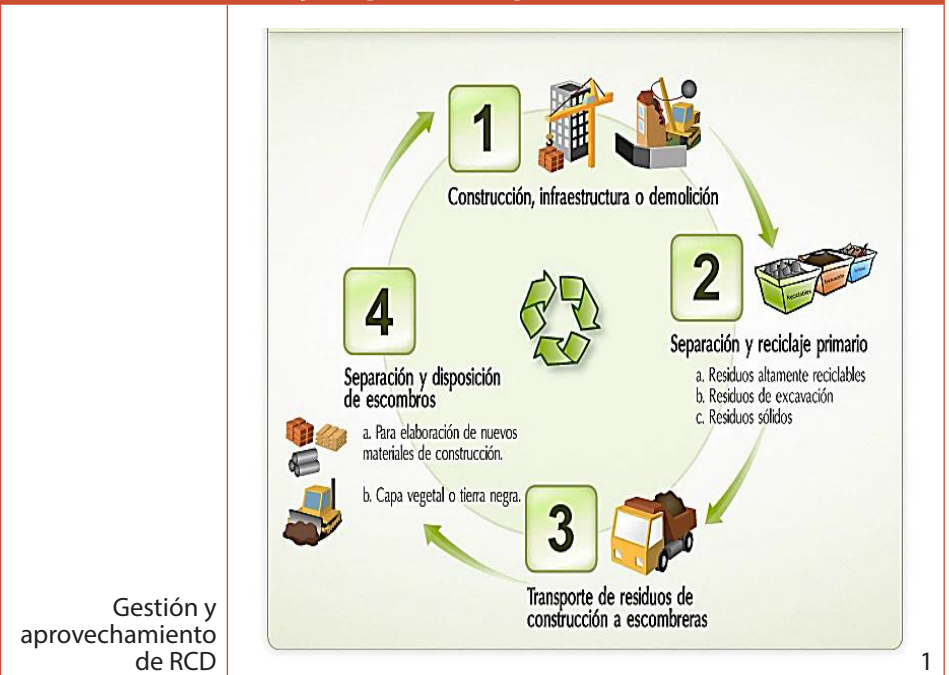 1
Construcción, infraestructura o demolición
2
Reciclables
Excavación
Separación y reciclaje primario
a. Residuos altamente reciclables
b. Residuos de excavación
c. Residuos sólidos
3
Transporte de residuos de
construcción a escombreras
4
Separación y disposición
de escombros
a. Para elaboración de nuevos
materiales de construcción.
b. Capa vegetal o tierra negra.
Gestión y
aprovechamiento
de RCD
1